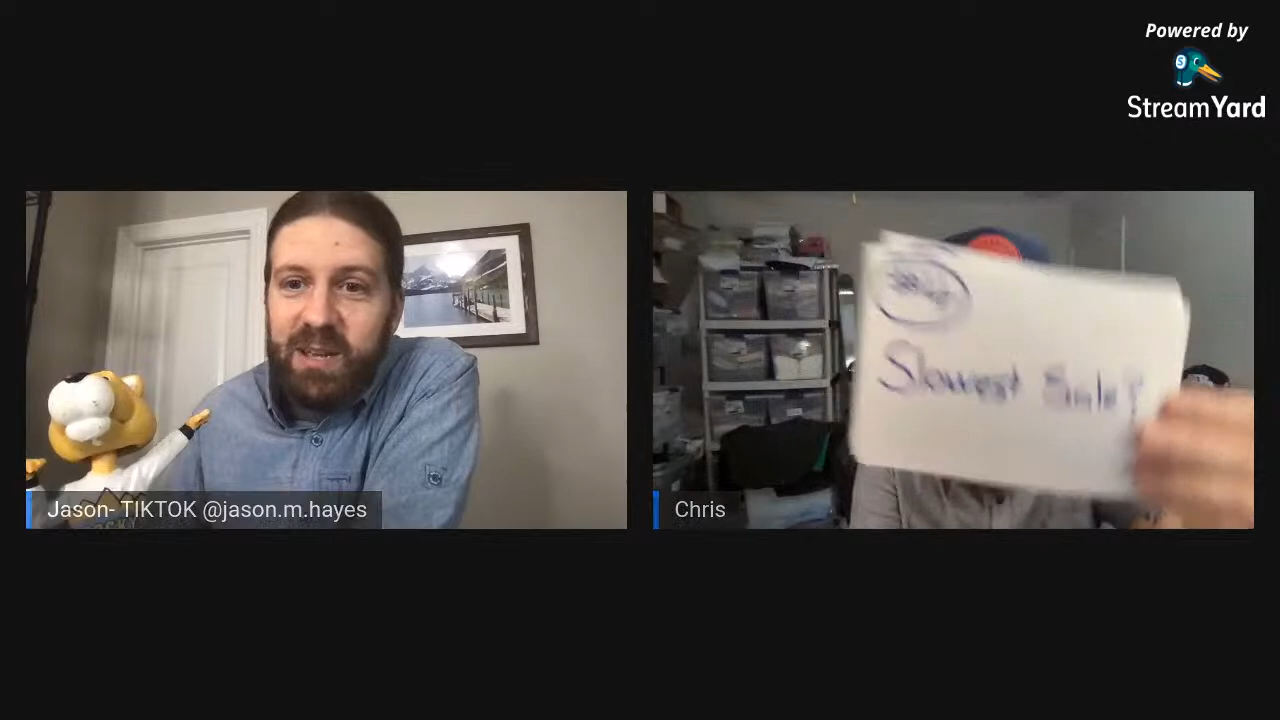 Powered by
S
StreamYard
Slowest Sale?
Jason- TIKTOK @jason.m.hayes
Chris